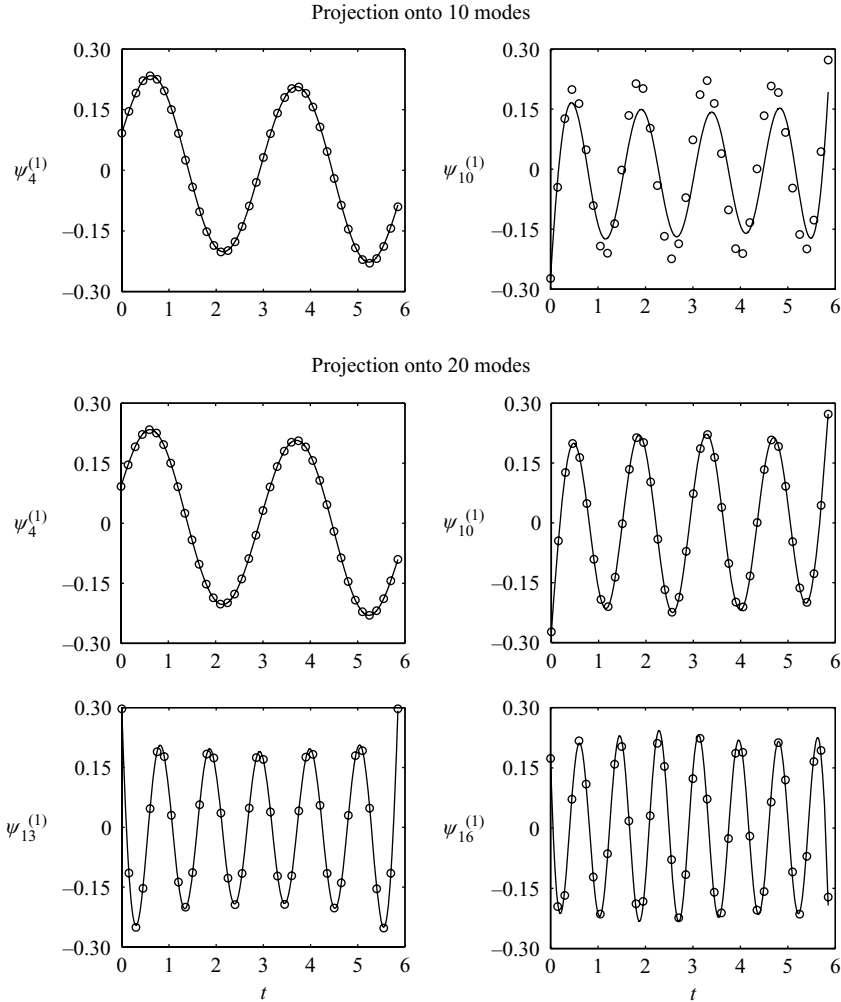 Projection onto 10 modes
0.30 0.30
0.15 0.15
ψ4(1) 0 ψ10(1) 0
–0.15 –0.15
–0.30 –0.30
0 1 2 3 4 5 6 0 1 2 3 4 5 6
Projection onto 20 modes
0.30 0.30
0.15 0.15
ψ4(1) 0 ψ10(1) 0
–0.15 –0.15
–0.30 –0.30
0 1 2 3 4 5 6 0 1 2 3 4 5 6
0.30 0.30
0.15 0.15
ψ13(1) 0 ψ16(1) 0
–0.15 –0.15
–0.30 –0.30
0 1 2 3 4 5 6 0 1 2 3 4 5 6
t t